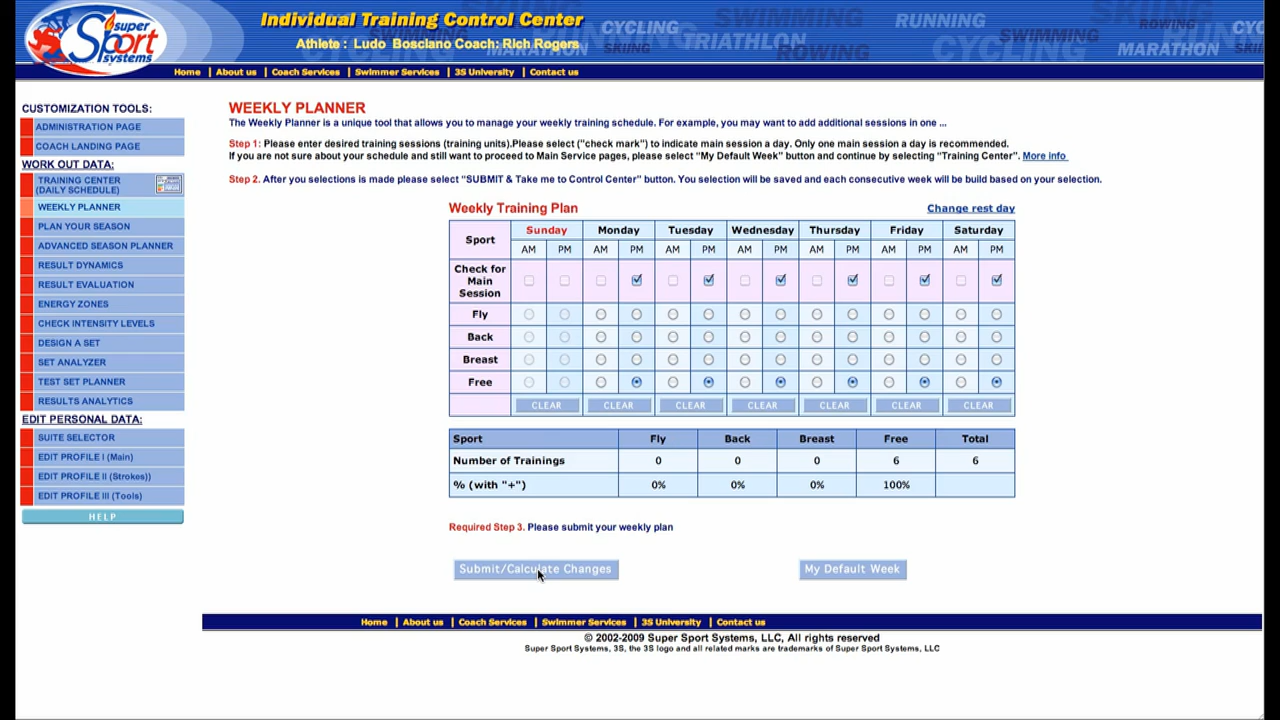 super
Sport
systems
Individual Training Control Center
Athlete : Ludo Bosciano Coach: Rich Rogers
CYCLING
SKIING
SWIMMING
MARATHON
TRIATHLON
ROWING
RUNNING
CYCLING
SWIMMING
SKIING
ROWING
MARATHON
Home | About us | Coach Services | Swimmer Services | 3S University | Contact us
CUSTOMIZATION TOOLS:
ADMINISTRATION PAGE
COACH LANDING PAGE
WORK OUT DATA:
TRAINING CENTER
(DAILY SCHEDULE)
WEEKLY PLANNER
PLAN YOUR SEASON
ADVANCED SEASON PLANNER
RESULT DYNAMICS
RESULT EVALUATION
ENERGY ZONES
CHECK INTENSITY LEVELS
DESIGN A SET
SET ANALYZER
TEST SET PLANNER
RESULTS ANALYTICS
EDIT PERSONAL DATA:
SUITE SELECTOR
EDIT PROFILE I (Main)
EDIT PROFILE II (Strokes))
EDIT PROFILE III (Tools)
HELP
WEEKLY PLANNER
The Weekly Planner is a unique tool that allows you to manage your weekly training schedule. For example, you may want to add additional sessions in one ...
Step 1: Please enter desired training sessions (training units).Please select ("check mark") to indicate main session a day. Only one main session a day is recommended.
If you are not sure about your schedule and still want to proceed to Main Service pages, please select "My Default Week" button and continue by selecting "Training Center". More info
Step 2. After you selections is made please select "SUBMIT & Take me to Control Center" button. You selection will be saved and each consecutive week will be build based on your selection.
Weekly Training Plan Change rest day
Sport Sunday Monday Tuesday Wednesday Thursday Friday Saturday
AM PM AM PM AM PM AM PM AM PM AM PM AM PM
Check for
Main
Session
Fly
Back
Breast
Free
CLEAR CLEAR CLEAR CLEAR CLEAR CLEAR CLEAR
Sport Fly Back Breast Free Total
Number of Trainings 0 0 0 6 6
% (with "+") 0% 0% 0% 100%
Required Step 3. Please submit your weekly plan
Submit/Calculate Changes My Default Week
Home | About us | Coach Services | Swimmer Services | 3S University | Contact us
© 2002-2009 Super Sport Systems, LLC, All rights reserved
Super Sport Systems, 3S, the 3S logo and all related marks are trademarks of Super Sport Systems, LLC